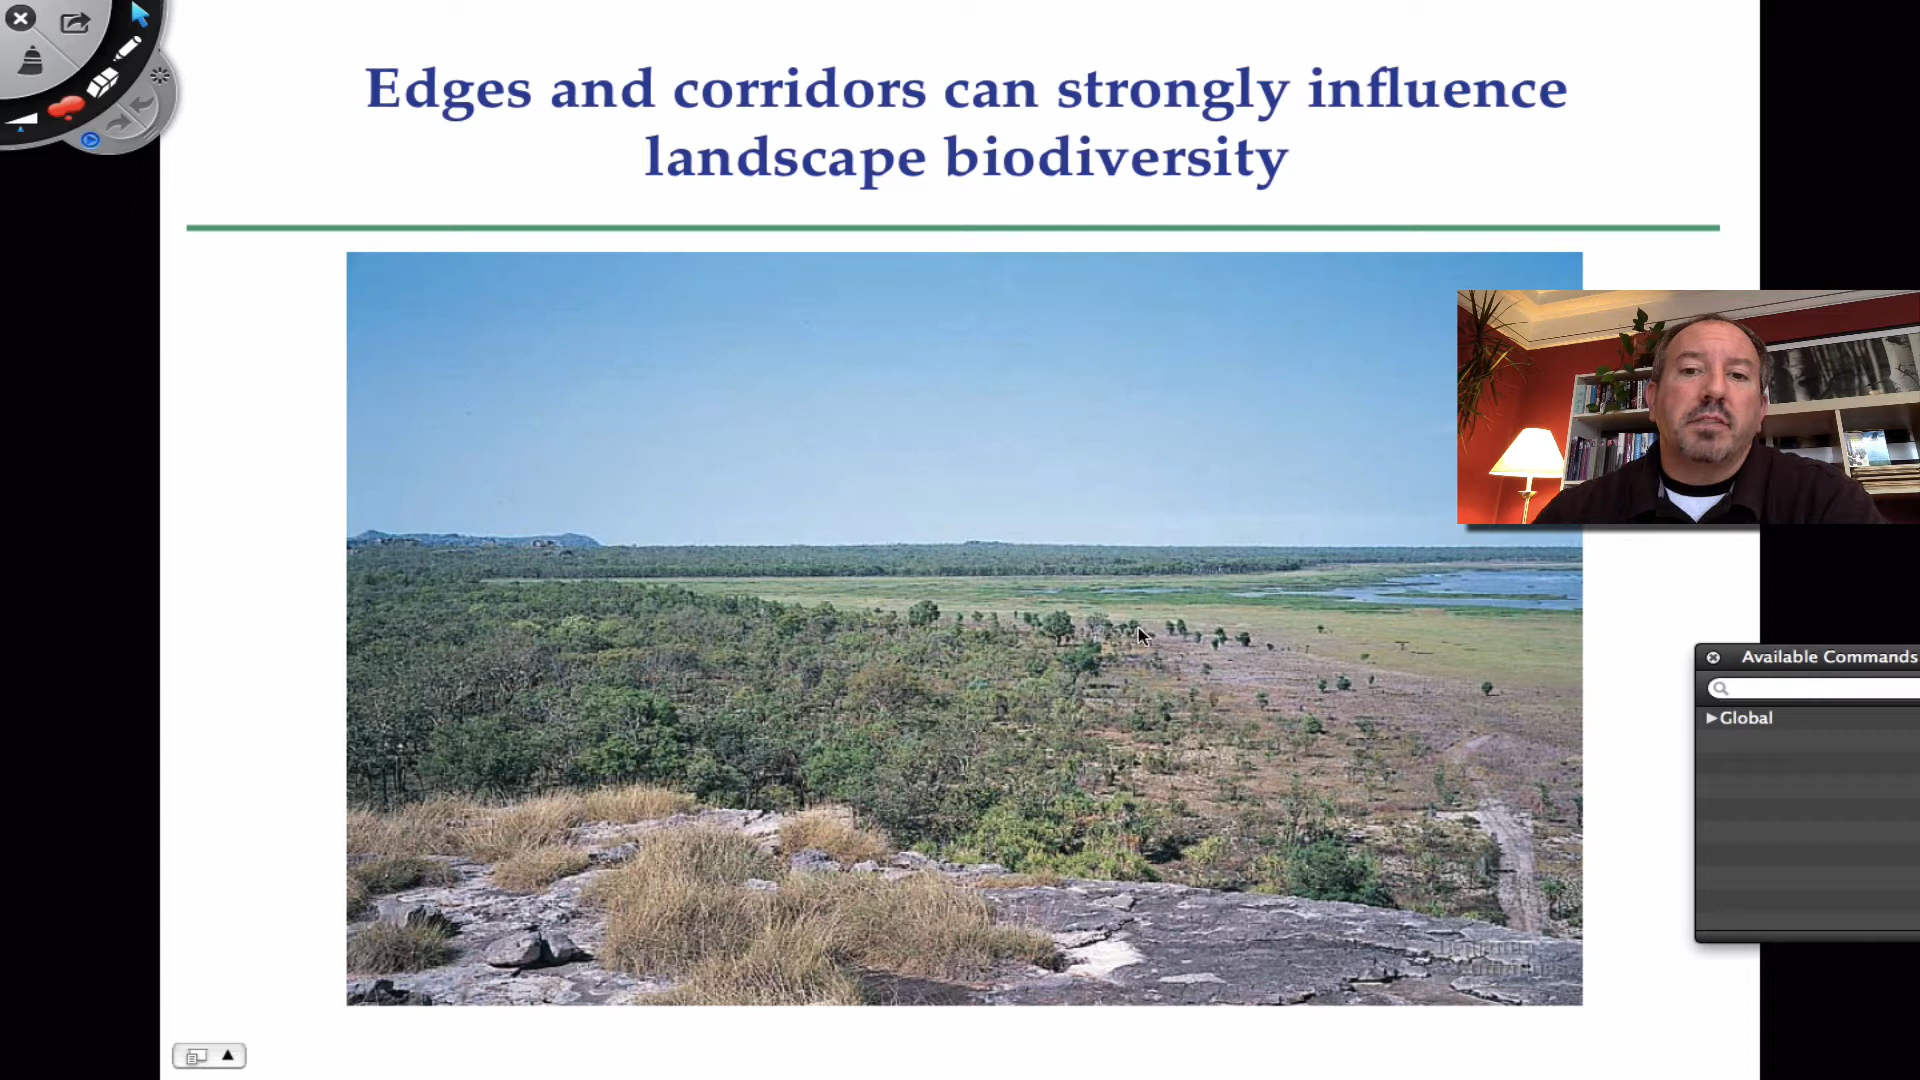 Edges and corridors can strongly influence
landscape biodiversity
Available Commands
Global